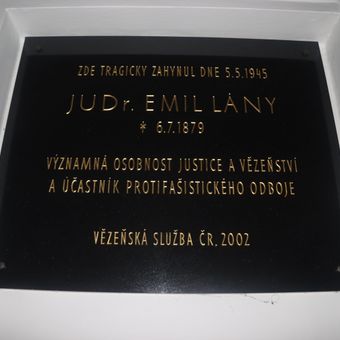 ZDE TRAGICKY ZAHYNUL DNE 5.5.1945
JUDr. EMIL LÁNY
* 6.7.1879
VÝZNAMNÁ OSOBNOST JUSTICE A VĚZEŇSTVÍ
A ÚČASTNÍK PROTIFAŠISTICKÉHO ODBOJE
VĚZEŇSKÁ SLUŽBA ČR, 2002